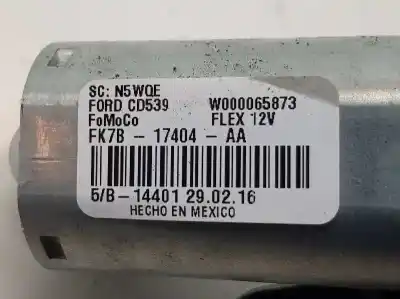 SC: N5WQE
FORD CD539 W000065873
FoMoCo FLEX 12V
FK7B - 17404 - AA
5/B-14401 29.02.16
HECHO EN MEXICO